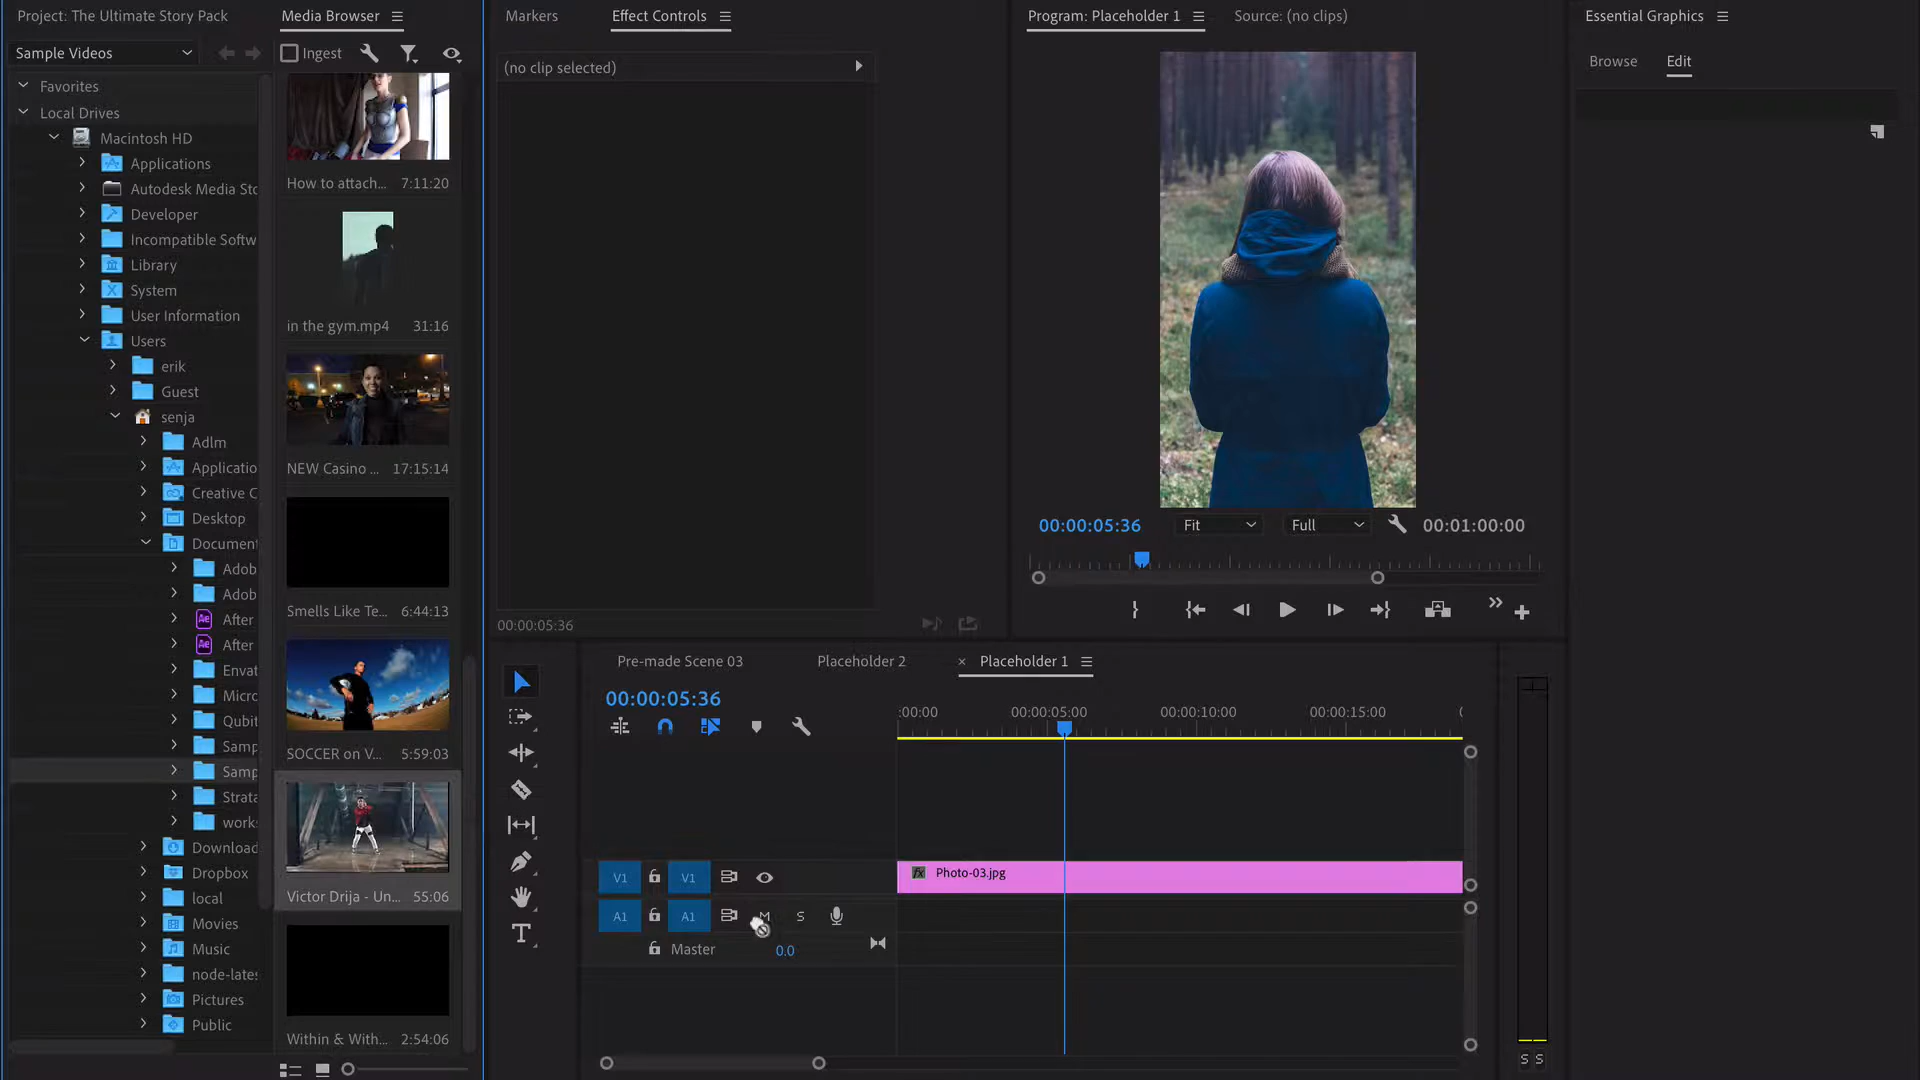 Project: The Ultimate Story Pack
Media Browser
Markers
Effect Controls
Program: Placeholder 1
Source: (no clips)
Essential Graphics
Sample Videos
Ingest
(no clip selected)
Browse
Edit
Favorites
Local Drives
Macintosh HD
Applications
Autodesk Media Sto
Developer
Incompatible Softw
Library
System
User Information
Users
erik
Guest
senja
Adlm
Applicatio
Creative C
Desktop
Document
Adob
Adob
After
After
Envat
Micro
Qubit
Samp
Samp
Strata
work
Download
Dropbox
local
Movies
Music
node-lates
Pictures
Public
How to attach... 7:11:20
in the gym.mp4 31:16
NEW Casino ... 17:15:14
Smells Like Te... 6:44:13
SOCCER on V... 5:59:03
Victor Drija - Un... 55:06
Within & With... 2:54:06
00:00:05:36
00:00:05:36
Fit
Full
00:01:00:00
Pre-made Scene 03
Placeholder 2
Placeholder 1
00:00:05:36
:00:00
00:00:05:00
00:00:10:00
00:00:15:00
V1
V1
fx
Photo-03.jpg
A1
A1
M
S
Master
0.0
S S